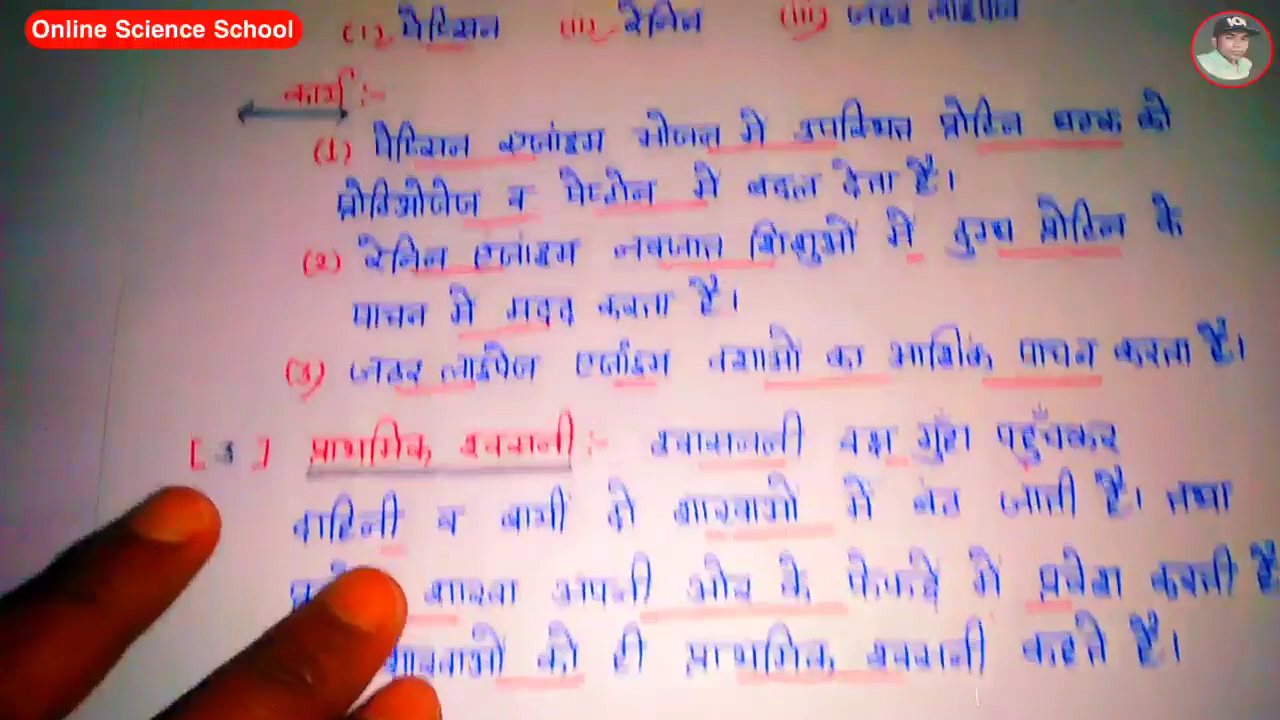 Online Science School
(i) पेप्सिन (ii) रेनिन (iii) जठर लाइपेज
कार्य :-
(1) पेप्सिन एन्जाइम भोजन में उपस्थित प्रोटीन घटक को
प्रोटिओजेज व पेप्टोन में बदल देता है।
(2) रेनिन एन्जाइम नवजात शिशुओं में दुग्ध प्रोटिन के
पाचन में मदद करता है।
(3) जठर लाइपेज एन्जाइम वसाओं का आंशिक पाचन करता है।
[3] प्राथमिक श्वसनी :- श्वासनली वक्ष गुहा पहुँचकर
दाहिनी व बायीं दो शाखाओं में बंट जाती है। तथा
शाखा अपनी ओर के फेफड़े में प्रवेश करती है
शाखाओं को ही प्राथमिक श्वसनी कहते हैं।